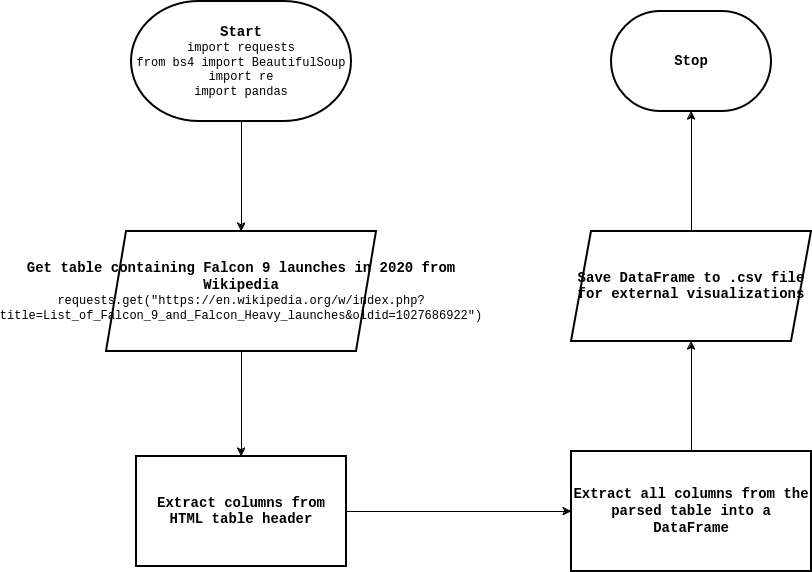 Start
import requests
from bs4 import BeautifulSoup
import re
import pandas
Get table containing Falcon 9 launches in 2020 from
Wikipedia
requests.get("https://en.wikipedia.org/w/index.php?
title=List_of_Falcon_9_and_Falcon_Heavy_launches&oldid=1027686922")
Extract columns from
HTML table header
Extract all columns from the
parsed table into a
DataFrame
Save DataFrame to .csv file
for external visualizations
Stop